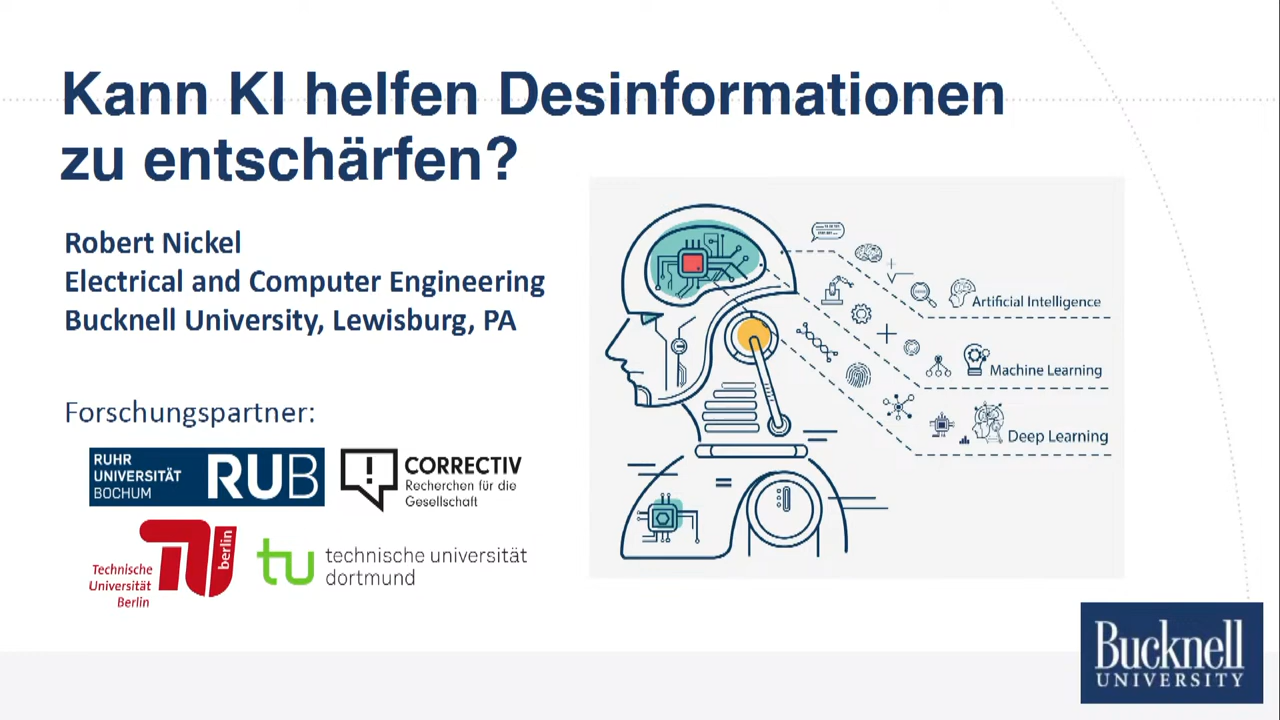 Kann KI helfen Desinformationen
zu entschärfen?
Robert Nickel
Electrical and Computer Engineering
Bucknell University, Lewisburg, PA
Forschungspartner:
RUHR
UNIVERSITÄT
BOCHUM
RUB
CORRECTIV
Recherchen für die
Gesellschaft
Technische
Universität
Berlin
berlin
tu
technische universität
dortmund
Artificial Intelligence
Machine Learning
Deep Learning
Bucknell
UNIVERSITY